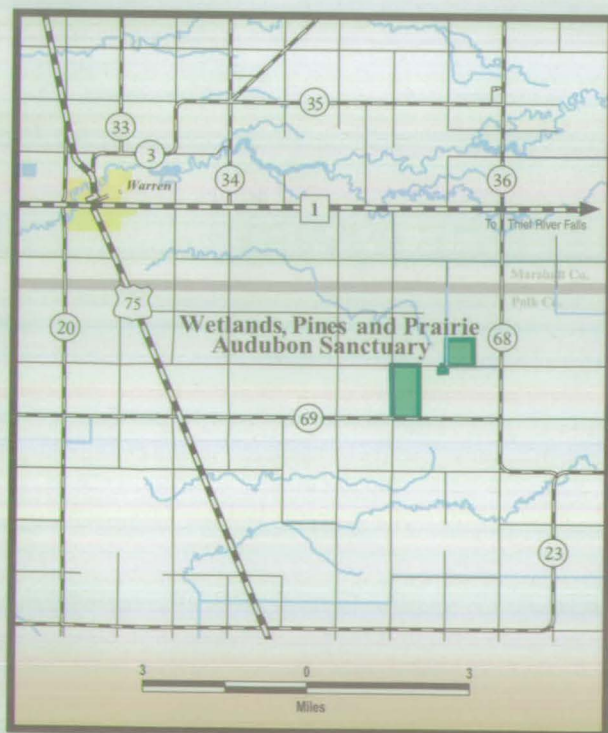 35
33
3
Warren
34
36
1
To Thief River Falls
Marshall Co.
Polk Co.
75
20
Wetlands, Pines and Prairie
Audubon Sanctuary
68
69
23
3 0 3
Miles